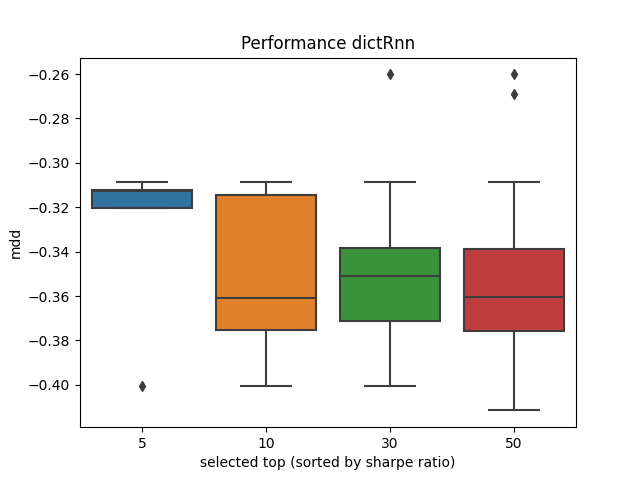 Performance dictRnn
−0.26
−0.28
−0.30
−0.32
−0.34
−0.36
−0.38
−0.40
mdd
5 10 30 50
selected top (sorted by sharpe ratio)